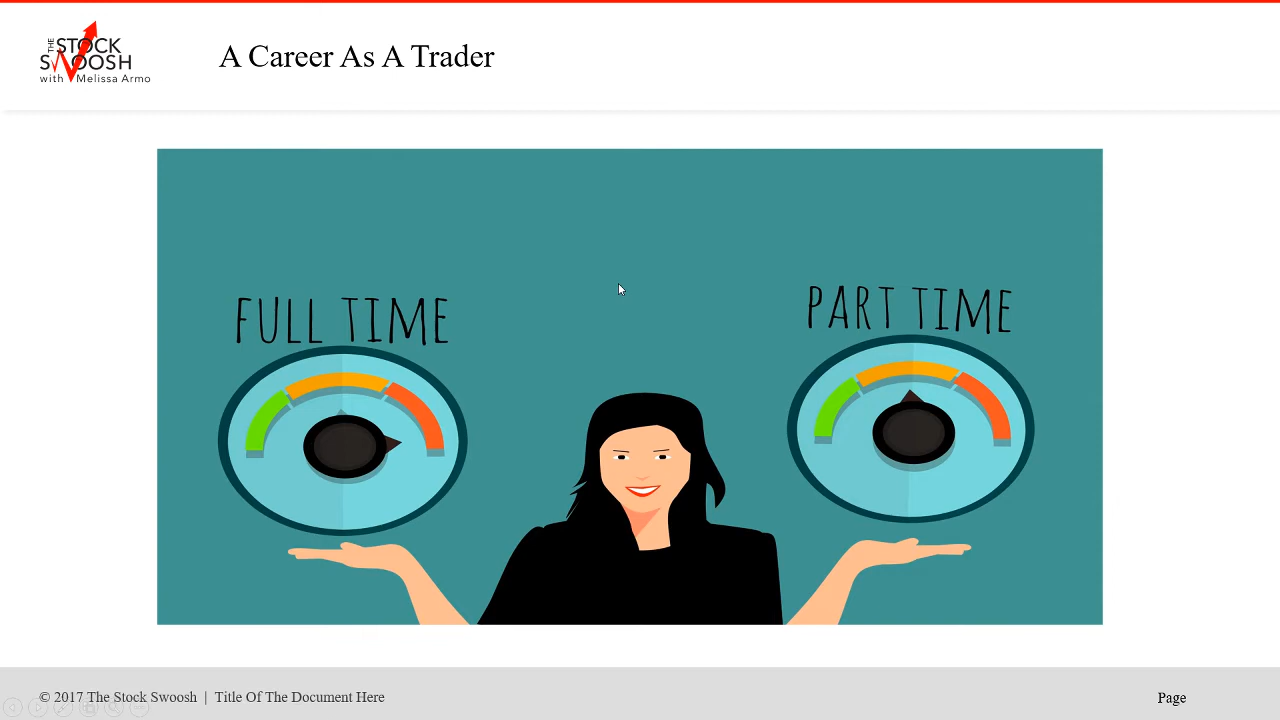 THE
STOCK
SWOOSH
with Melissa Armo
A Career As A Trader
FULL TIME
PART TIME
© 2017 The Stock Swoosh | Title Of The Document Here
Page